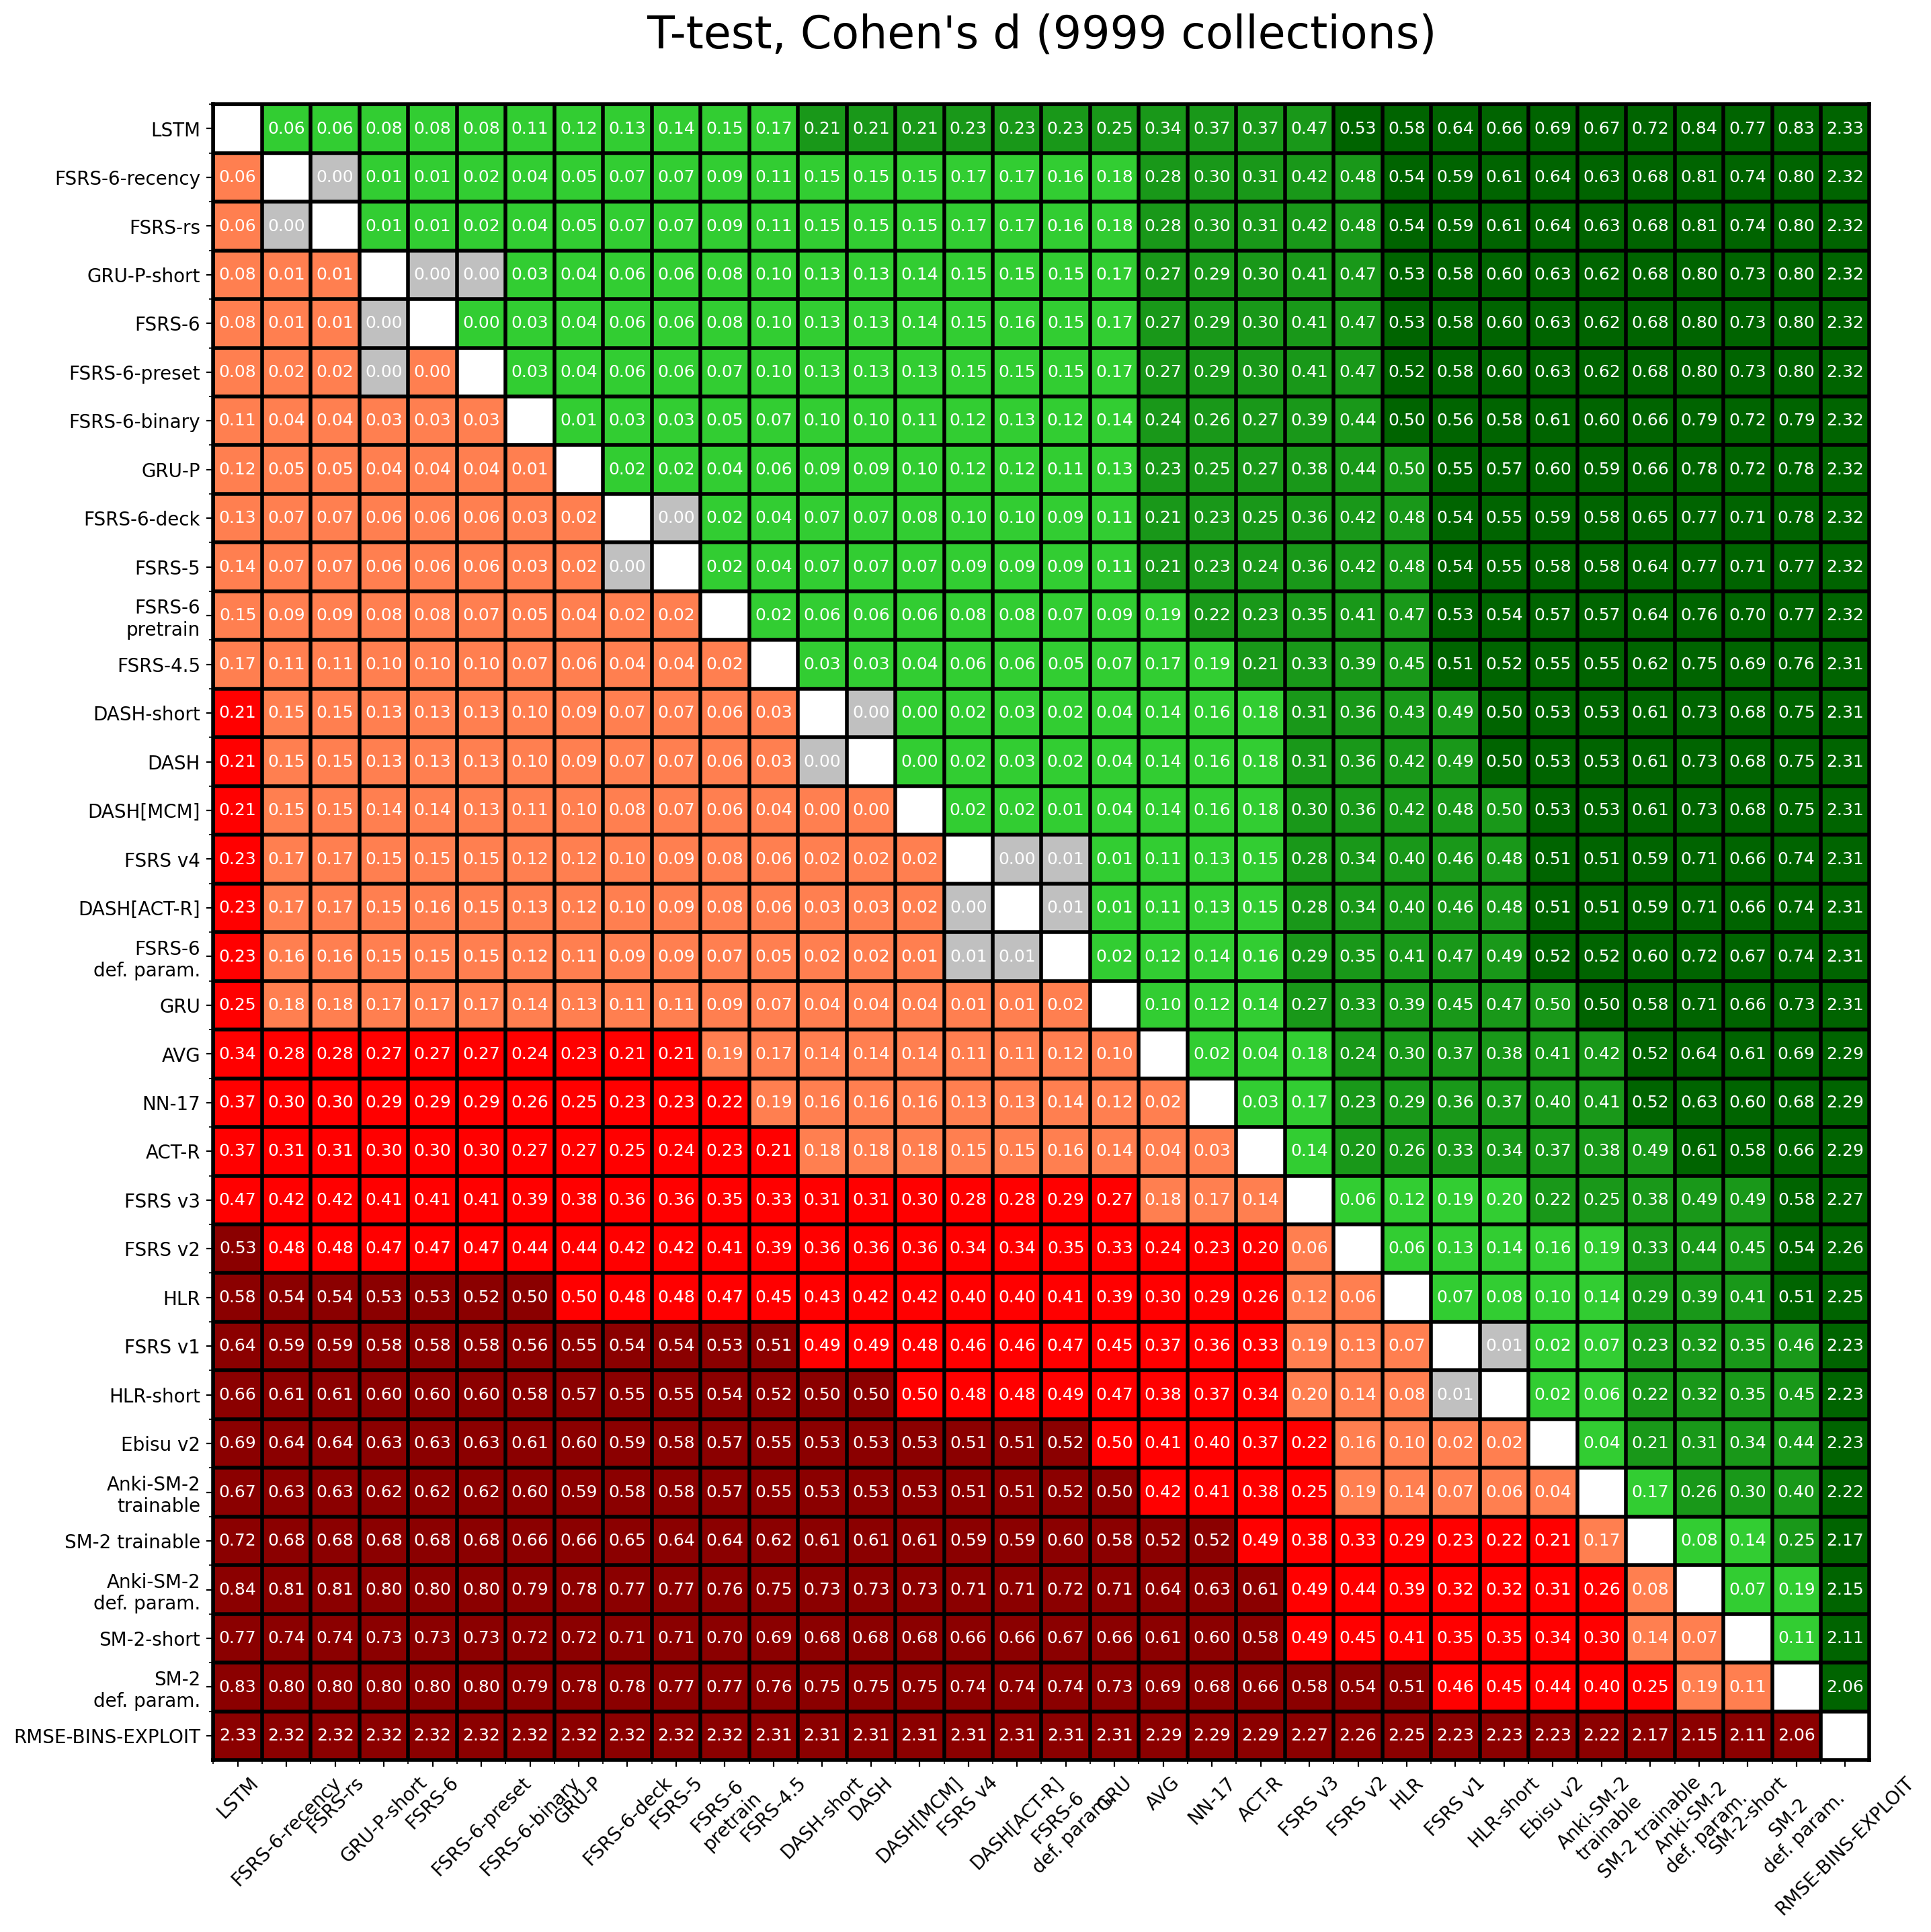 T-test, Cohen's d (9999 collections)
LSTM 0.06 0.06 0.08 0.08 0.08 0.11 0.12 0.13 0.14 0.15 0.17 0.21 0.21 0.21 0.23 0.23 0.23 0.25 0.34 0.37 0.37 0.47 0.53 0.58 0.64 0.66 0.69 0.67 0.72 0.84 0.77 0.83 2.33
FSRS-6-recency 0.06 0.00 0.01 0.01 0.02 0.04 0.05 0.07 0.07 0.09 0.11 0.15 0.15 0.15 0.17 0.17 0.16 0.18 0.28 0.30 0.31 0.42 0.48 0.54 0.59 0.61 0.64 0.63 0.68 0.81 0.74 0.80 2.32
FSRS-rs 0.06 0.00 0.01 0.01 0.02 0.04 0.05 0.07 0.07 0.09 0.11 0.15 0.15 0.15 0.17 0.17 0.16 0.18 0.28 0.30 0.31 0.42 0.48 0.54 0.59 0.61 0.64 0.63 0.68 0.81 0.74 0.80 2.32
GRU-P-short 0.08 0.01 0.01 0.00 0.00 0.03 0.04 0.06 0.06 0.08 0.10 0.13 0.13 0.14 0.15 0.15 0.15 0.17 0.27 0.29 0.30 0.41 0.47 0.53 0.58 0.60 0.63 0.62 0.68 0.80 0.73 0.80 2.32
FSRS-6 0.08 0.01 0.01 0.00 0.00 0.03 0.04 0.06 0.06 0.08 0.10 0.13 0.13 0.14 0.15 0.16 0.15 0.17 0.27 0.29 0.30 0.41 0.47 0.53 0.58 0.60 0.63 0.62 0.68 0.80 0.73 0.80 2.32
FSRS-6-preset 0.08 0.02 0.02 0.00 0.00 0.03 0.04 0.06 0.06 0.07 0.10 0.13 0.13 0.13 0.15 0.15 0.15 0.17 0.27 0.29 0.30 0.41 0.47 0.52 0.58 0.60 0.63 0.62 0.68 0.80 0.73 0.80 2.32
FSRS-6-binary 0.11 0.04 0.04 0.03 0.03 0.03 0.01 0.03 0.03 0.05 0.07 0.10 0.10 0.11 0.12 0.13 0.12 0.14 0.24 0.26 0.27 0.39 0.44 0.50 0.56 0.58 0.61 0.60 0.66 0.79 0.72 0.79 2.32
GRU-P 0.12 0.05 0.05 0.04 0.04 0.04 0.01 0.02 0.02 0.04 0.06 0.09 0.09 0.10 0.12 0.12 0.11 0.13 0.23 0.25 0.27 0.38 0.44 0.50 0.55 0.57 0.60 0.59 0.66 0.78 0.72 0.78 2.32
FSRS-6-deck 0.13 0.07 0.07 0.06 0.06 0.06 0.03 0.02 0.00 0.02 0.04 0.07 0.07 0.08 0.10 0.10 0.09 0.11 0.21 0.23 0.25 0.36 0.42 0.48 0.54 0.55 0.59 0.58 0.65 0.77 0.71 0.78 2.32
FSRS-5 0.14 0.07 0.07 0.06 0.06 0.06 0.03 0.02 0.00 0.02 0.04 0.07 0.07 0.07 0.09 0.09 0.09 0.11 0.21 0.23 0.24 0.36 0.42 0.48 0.54 0.55 0.58 0.58 0.64 0.77 0.71 0.77 2.32
FSRS-6
pretrain 0.15 0.09 0.09 0.08 0.08 0.07 0.05 0.04 0.02 0.02 0.02 0.06 0.06 0.06 0.08 0.08 0.07 0.09 0.19 0.22 0.23 0.35 0.41 0.47 0.53 0.54 0.57 0.57 0.64 0.76 0.70 0.77 2.32
FSRS-4.5 0.17 0.11 0.11 0.10 0.10 0.10 0.07 0.06 0.04 0.04 0.02 0.03 0.03 0.04 0.06 0.06 0.05 0.07 0.17 0.19 0.21 0.33 0.39 0.45 0.51 0.52 0.55 0.55 0.62 0.75 0.69 0.76 2.31
DASH-short 0.21 0.15 0.15 0.13 0.13 0.13 0.10 0.09 0.07 0.07 0.06 0.03 0.00 0.00 0.02 0.03 0.02 0.04 0.14 0.16 0.18 0.31 0.36 0.43 0.49 0.50 0.53 0.53 0.61 0.73 0.68 0.75 2.31
DASH 0.21 0.15 0.15 0.13 0.13 0.13 0.10 0.09 0.07 0.07 0.06 0.03 0.00 0.00 0.02 0.03 0.02 0.04 0.14 0.16 0.18 0.31 0.36 0.42 0.49 0.50 0.53 0.53 0.61 0.73 0.68 0.75 2.31
DASH[MCM] 0.21 0.15 0.15 0.14 0.14 0.13 0.11 0.10 0.08 0.07 0.06 0.04 0.00 0.00 0.02 0.02 0.01 0.04 0.14 0.16 0.18 0.30 0.36 0.42 0.48 0.50 0.53 0.53 0.61 0.73 0.68 0.75 2.31
FSRS v4 0.23 0.17 0.17 0.15 0.15 0.15 0.12 0.12 0.10 0.09 0.08 0.06 0.02 0.02 0.02 0.00 0.01 0.01 0.11 0.13 0.15 0.28 0.34 0.40 0.46 0.48 0.51 0.51 0.59 0.71 0.66 0.74 2.31
DASH[ACT-R] 0.23 0.17 0.17 0.15 0.16 0.15 0.13 0.12 0.10 0.09 0.08 0.06 0.03 0.03 0.02 0.00 0.01 0.01 0.11 0.13 0.15 0.28 0.34 0.40 0.46 0.48 0.51 0.51 0.59 0.71 0.66 0.74 2.31
FSRS-6
def. param. 0.23 0.16 0.16 0.15 0.15 0.15 0.12 0.11 0.09 0.09 0.07 0.05 0.02 0.02 0.01 0.01 0.01 0.02 0.12 0.14 0.16 0.29 0.35 0.41 0.47 0.49 0.52 0.52 0.60 0.72 0.67 0.74 2.31
GRU 0.25 0.18 0.18 0.17 0.17 0.17 0.14 0.13 0.11 0.11 0.09 0.07 0.04 0.04 0.04 0.01 0.01 0.02 0.10 0.12 0.14 0.27 0.33 0.39 0.45 0.47 0.50 0.50 0.58 0.71 0.66 0.73 2.31
AVG 0.34 0.28 0.28 0.27 0.27 0.27 0.24 0.23 0.21 0.21 0.19 0.17 0.14 0.14 0.14 0.11 0.11 0.12 0.10 0.02 0.04 0.18 0.24 0.30 0.37 0.38 0.41 0.42 0.52 0.64 0.61 0.69 2.29
NN-17 0.37 0.30 0.30 0.29 0.29 0.29 0.26 0.25 0.23 0.23 0.22 0.19 0.16 0.16 0.16 0.13 0.13 0.14 0.12 0.02 0.03 0.17 0.23 0.29 0.36 0.37 0.40 0.41 0.52 0.63 0.60 0.68 2.29
ACT-R 0.37 0.31 0.31 0.30 0.30 0.30 0.27 0.27 0.25 0.24 0.23 0.21 0.18 0.18 0.18 0.15 0.15 0.16 0.14 0.04 0.03 0.14 0.20 0.26 0.33 0.34 0.37 0.38 0.49 0.61 0.58 0.66 2.29
FSRS v3 0.47 0.42 0.42 0.41 0.41 0.41 0.39 0.38 0.36 0.36 0.35 0.33 0.31 0.31 0.30 0.28 0.28 0.29 0.27 0.18 0.17 0.14 0.06 0.12 0.19 0.20 0.22 0.25 0.38 0.49 0.49 0.58 2.27
FSRS v2 0.53 0.48 0.48 0.47 0.47 0.47 0.44 0.44 0.42 0.42 0.41 0.39 0.36 0.36 0.36 0.34 0.34 0.35 0.33 0.24 0.23 0.20 0.06 0.06 0.13 0.14 0.16 0.19 0.33 0.44 0.45 0.54 2.26
HLR 0.58 0.54 0.54 0.53 0.53 0.52 0.50 0.50 0.48 0.48 0.47 0.45 0.43 0.42 0.42 0.40 0.40 0.41 0.39 0.30 0.29 0.26 0.12 0.06 0.07 0.08 0.10 0.14 0.29 0.39 0.41 0.51 2.25
FSRS v1 0.64 0.59 0.59 0.58 0.58 0.58 0.56 0.55 0.54 0.54 0.53 0.51 0.49 0.49 0.48 0.46 0.46 0.47 0.45 0.37 0.36 0.33 0.19 0.13 0.07 0.01 0.02 0.07 0.23 0.32 0.35 0.46 2.23
HLR-short 0.66 0.61 0.61 0.60 0.60 0.60 0.58 0.57 0.55 0.55 0.54 0.52 0.50 0.50 0.50 0.48 0.48 0.49 0.47 0.38 0.37 0.34 0.20 0.14 0.08 0.01 0.02 0.06 0.22 0.32 0.35 0.45 2.23
Ebisu v2 0.69 0.64 0.64 0.63 0.63 0.63 0.61 0.60 0.59 0.58 0.57 0.55 0.53 0.53 0.53 0.51 0.51 0.52 0.50 0.41 0.40 0.37 0.22 0.16 0.10 0.02 0.02 0.04 0.21 0.31 0.34 0.44 2.23
Anki-SM-2
trainable 0.67 0.63 0.63 0.62 0.62 0.62 0.60 0.59 0.58 0.58 0.57 0.55 0.53 0.53 0.53 0.51 0.51 0.52 0.50 0.42 0.41 0.38 0.25 0.19 0.14 0.07 0.06 0.04 0.17 0.26 0.30 0.40 2.22
SM-2 trainable 0.72 0.68 0.68 0.68 0.68 0.68 0.66 0.66 0.65 0.64 0.64 0.62 0.61 0.61 0.61 0.59 0.59 0.60 0.58 0.52 0.52 0.49 0.38 0.33 0.29 0.23 0.22 0.21 0.17 0.08 0.14 0.25 2.17
Anki-SM-2
def. param. 0.84 0.81 0.81 0.80 0.80 0.80 0.79 0.78 0.77 0.77 0.76 0.75 0.73 0.73 0.73 0.71 0.71 0.72 0.71 0.64 0.63 0.61 0.49 0.44 0.39 0.32 0.32 0.31 0.26 0.08 0.07 0.19 2.15
SM-2-short 0.77 0.74 0.74 0.73 0.73 0.73 0.72 0.72 0.71 0.71 0.70 0.69 0.68 0.68 0.68 0.66 0.66 0.67 0.66 0.61 0.60 0.58 0.49 0.45 0.41 0.35 0.35 0.34 0.30 0.14 0.07 0.11 2.11
SM-2
def. param. 0.83 0.80 0.80 0.80 0.80 0.80 0.79 0.78 0.78 0.77 0.77 0.76 0.75 0.75 0.75 0.74 0.74 0.74 0.73 0.69 0.68 0.66 0.58 0.54 0.51 0.46 0.45 0.44 0.40 0.25 0.19 0.11 2.06
RMSE-BINS-EXPLOIT 2.33 2.32 2.32 2.32 2.32 2.32 2.32 2.32 2.32 2.32 2.32 2.31 2.31 2.31 2.31 2.31 2.31 2.31 2.31 2.29 2.29 2.29 2.27 2.26 2.25 2.23 2.23 2.23 2.22 2.17 2.15 2.11 2.06
LSTM
FSRS-6-recency
FSRS-rs
GRU-P-short
FSRS-6
FSRS-6-preset
FSRS-6-binary
GRU-P
FSRS-6-deck
FSRS-5
FSRS-6
pretrain
FSRS-4.5
DASH-short
DASH
DASH[MCM]
FSRS v4
DASH[ACT-R]
FSRS-6
def. param.
GRU
AVG
NN-17
ACT-R
FSRS v3
FSRS v2
HLR
FSRS v1
HLR-short
Ebisu v2
Anki-SM-2
trainable
SM-2 trainable
Anki-SM-2
def. param.
SM-2-short
SM-2
def. param.
RMSE-BINS-EXPLOIT